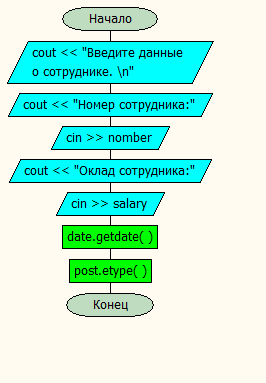 Начало
cout << "Введите данные
о сотруднике. \n"
cout << "Номер сотрудника:"
cin >> nomber
cout << "Оклад сотрудника:"
cin >> salary
date.getdate( )
post.etype( )
Конец